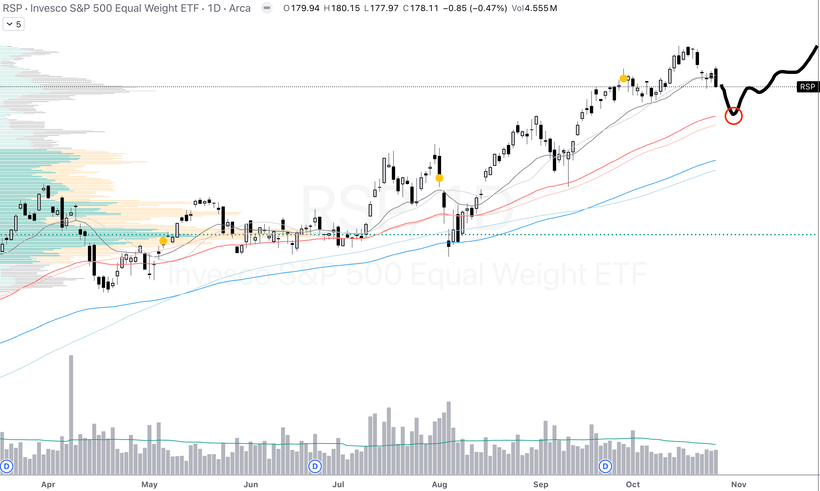 RSP · Invesco S&P 500 Equal Weight ETF · 1D · Arca O179.94 H180.15 L177.97 C178.11 −0.85 (−0.47%) Vol4.555M
5
RSP
RSP, 1D
Invesco S&P 500 Equal Weight ETF
D D D
Apr May Jun Jul Aug Sep Oct Nov